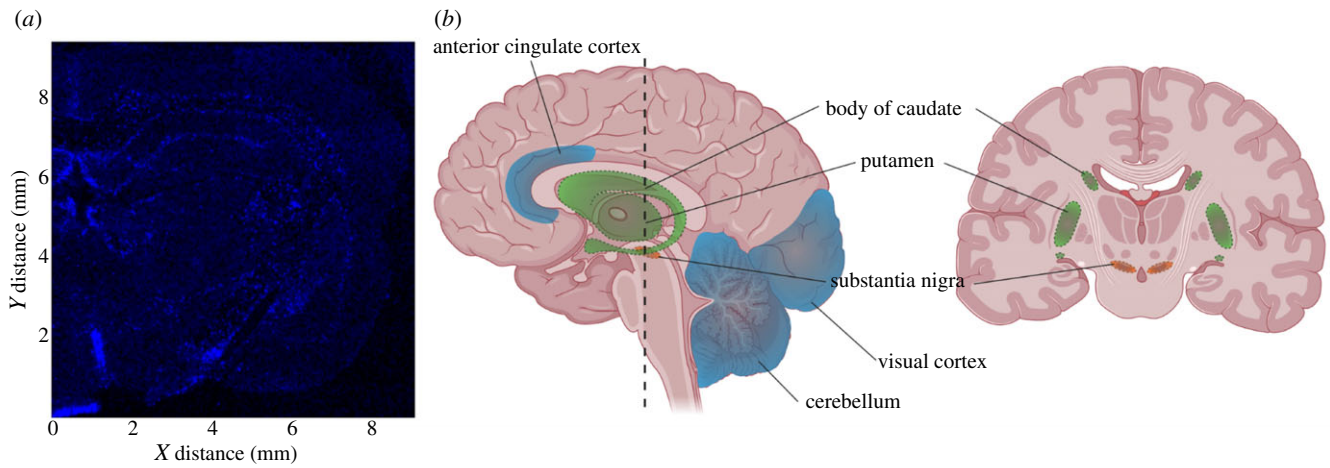 (a)
(b)
anterior cingulate cortex
body of caudate
putamen
substantia nigra
visual cortex
cerebellum
Y distance (mm)
8
6
4
2
0 2 4 6 8
X distance (mm)